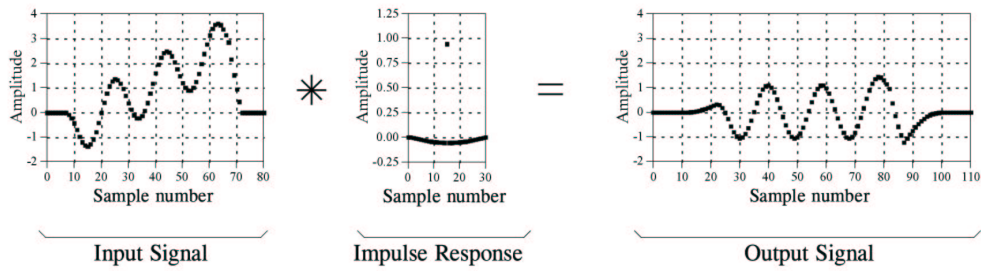 4
3
2
1
0
-1
-2
0 10 20 30 40 50 60 70 80
Amplitude
Sample number
Input Signal
1.25
1.00
0.75
0.50
0.25
0.00
-0.25
0 10 20 30
Amplitude
Sample number
Impulse Response
=
4
3
2
1
0
-1
-2
0 10 20 30 40 50 60 70 80 90 100 110
Amplitude
Sample number
Output Signal